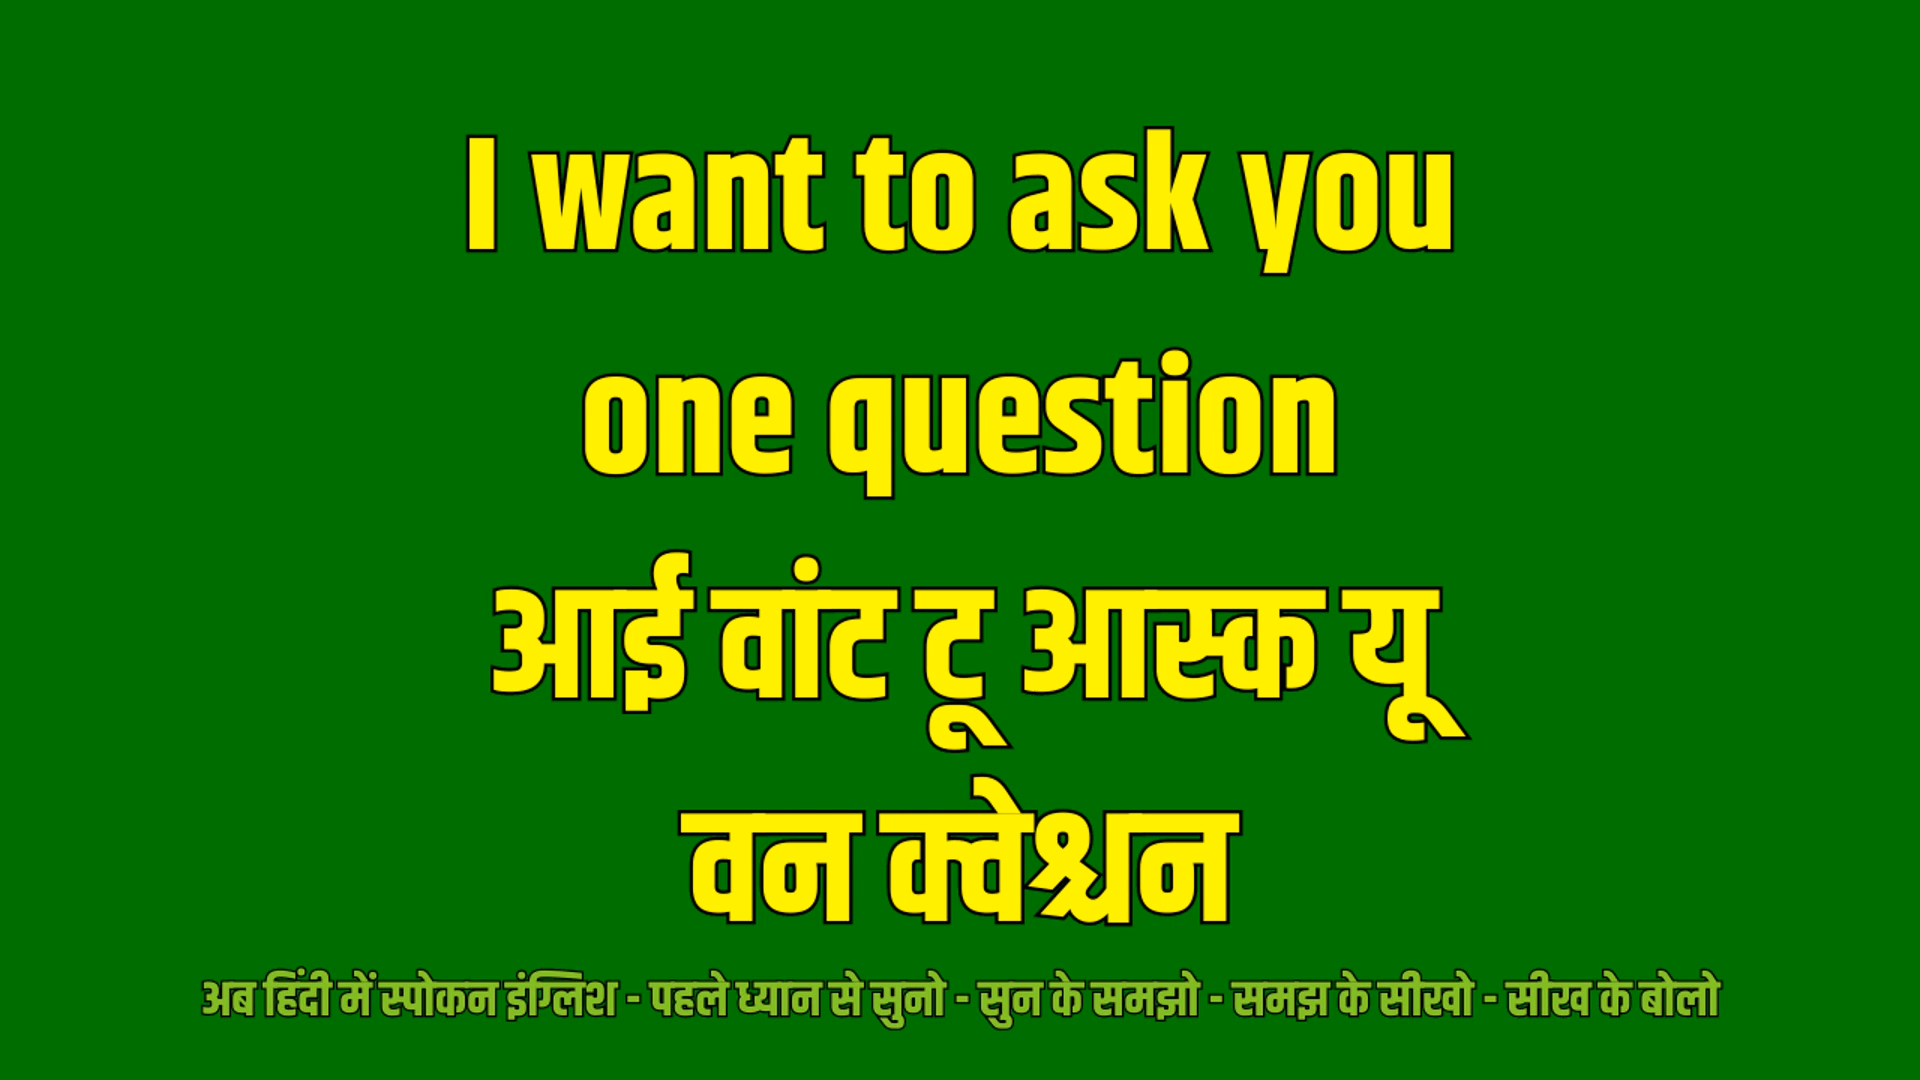 I want to ask you
one question
आई वांट टू आस्क यू
वन क्वेश्चन
अब हिंदी में स्पोकन इंग्लिश - पहले ध्यान से सुनो - सुन के समझो - समझ के सीखो - सीख के बोलो